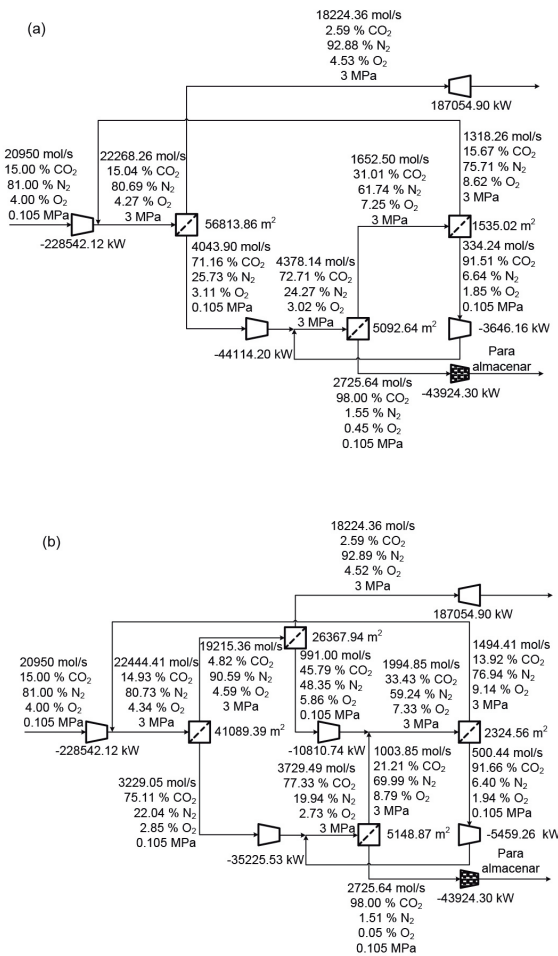 (a)
18224.36 mol/s
2.59 % CO2
92.88 % N2
4.53 % O2
3 MPa
187054.90 kW
20950 mol/s
15.00 % CO2
81.00 % N2
4.00 % O2
0.105 MPa
-228542.12 kW
22268.26 mol/s
15.04 % CO2
80.69 % N2
4.27 % O2
3 MPa
56813.86 m2
1652.50 mol/s
31.01 % CO2
61.74 % N2
7.25 % O2
3 MPa
1318.26 mol/s
15.67 % CO2
75.71 % N2
8.62 % O2
3 MPa
1535.02 m2
4043.90 mol/s
71.16 % CO2
25.73 % N2
3.11 % O2
0.105 MPa
-44114.20 kW
4378.14 mol/s
72.71 % CO2
24.27 % N2
3.02 % O2
3 MPa
5092.64 m2
334.24 mol/s
91.51 % CO2
6.64 % N2
1.85 % O2
0.105 MPa
-3646.16 kW
Para
almacenar
-43924.30 kW
2725.64 mol/s
98.00 % CO2
1.55 % N2
0.45 % O2
0.105 MPa
(b)
18224.36 mol/s
2.59 % CO2
92.89 % N2
4.52 % O2
3 MPa
187054.90 kW
20950 mol/s
15.00 % CO2
81.00 % N2
4.00 % O2
0.105 MPa
-228542.12 kW
22444.41 mol/s
14.93 % CO2
80.73 % N2
4.34 % O2
3 MPa
41089.39 m2
19215.36 mol/s
4.82 % CO2
90.59 % N2
4.59 % O2
3 MPa
26367.94 m2
991.00 mol/s
45.79 % CO2
48.35 % N2
5.86 % O2
0.105 MPa
-10810.74 kW
1994.85 mol/s
33.43 % CO2
59.24 % N2
7.33 % O2
3 MPa
1494.41 mol/s
13.92 % CO2
76.94 % N2
9.14 % O2
3 MPa
2324.56 m2
3229.05 mol/s
75.11 % CO2
22.04 % N2
2.85 % O2
0.105 MPa
-35225.53 kW
3729.49 mol/s
77.33 % CO2
19.94 % N2
2.73 % O2
3 MPa
1003.85 mol/s
21.21 % CO2
69.99 % N2
8.79 % O2
3 MPa
5148.87 m2
500.44 mol/s
91.66 % CO2
6.40 % N2
1.94 % O2
0.105 MPa
-5459.26 kW
Para
almacenar
-43924.30 kW
2725.64 mol/s
98.00 % CO2
1.51 % N2
0.05 % O2
0.105 MPa